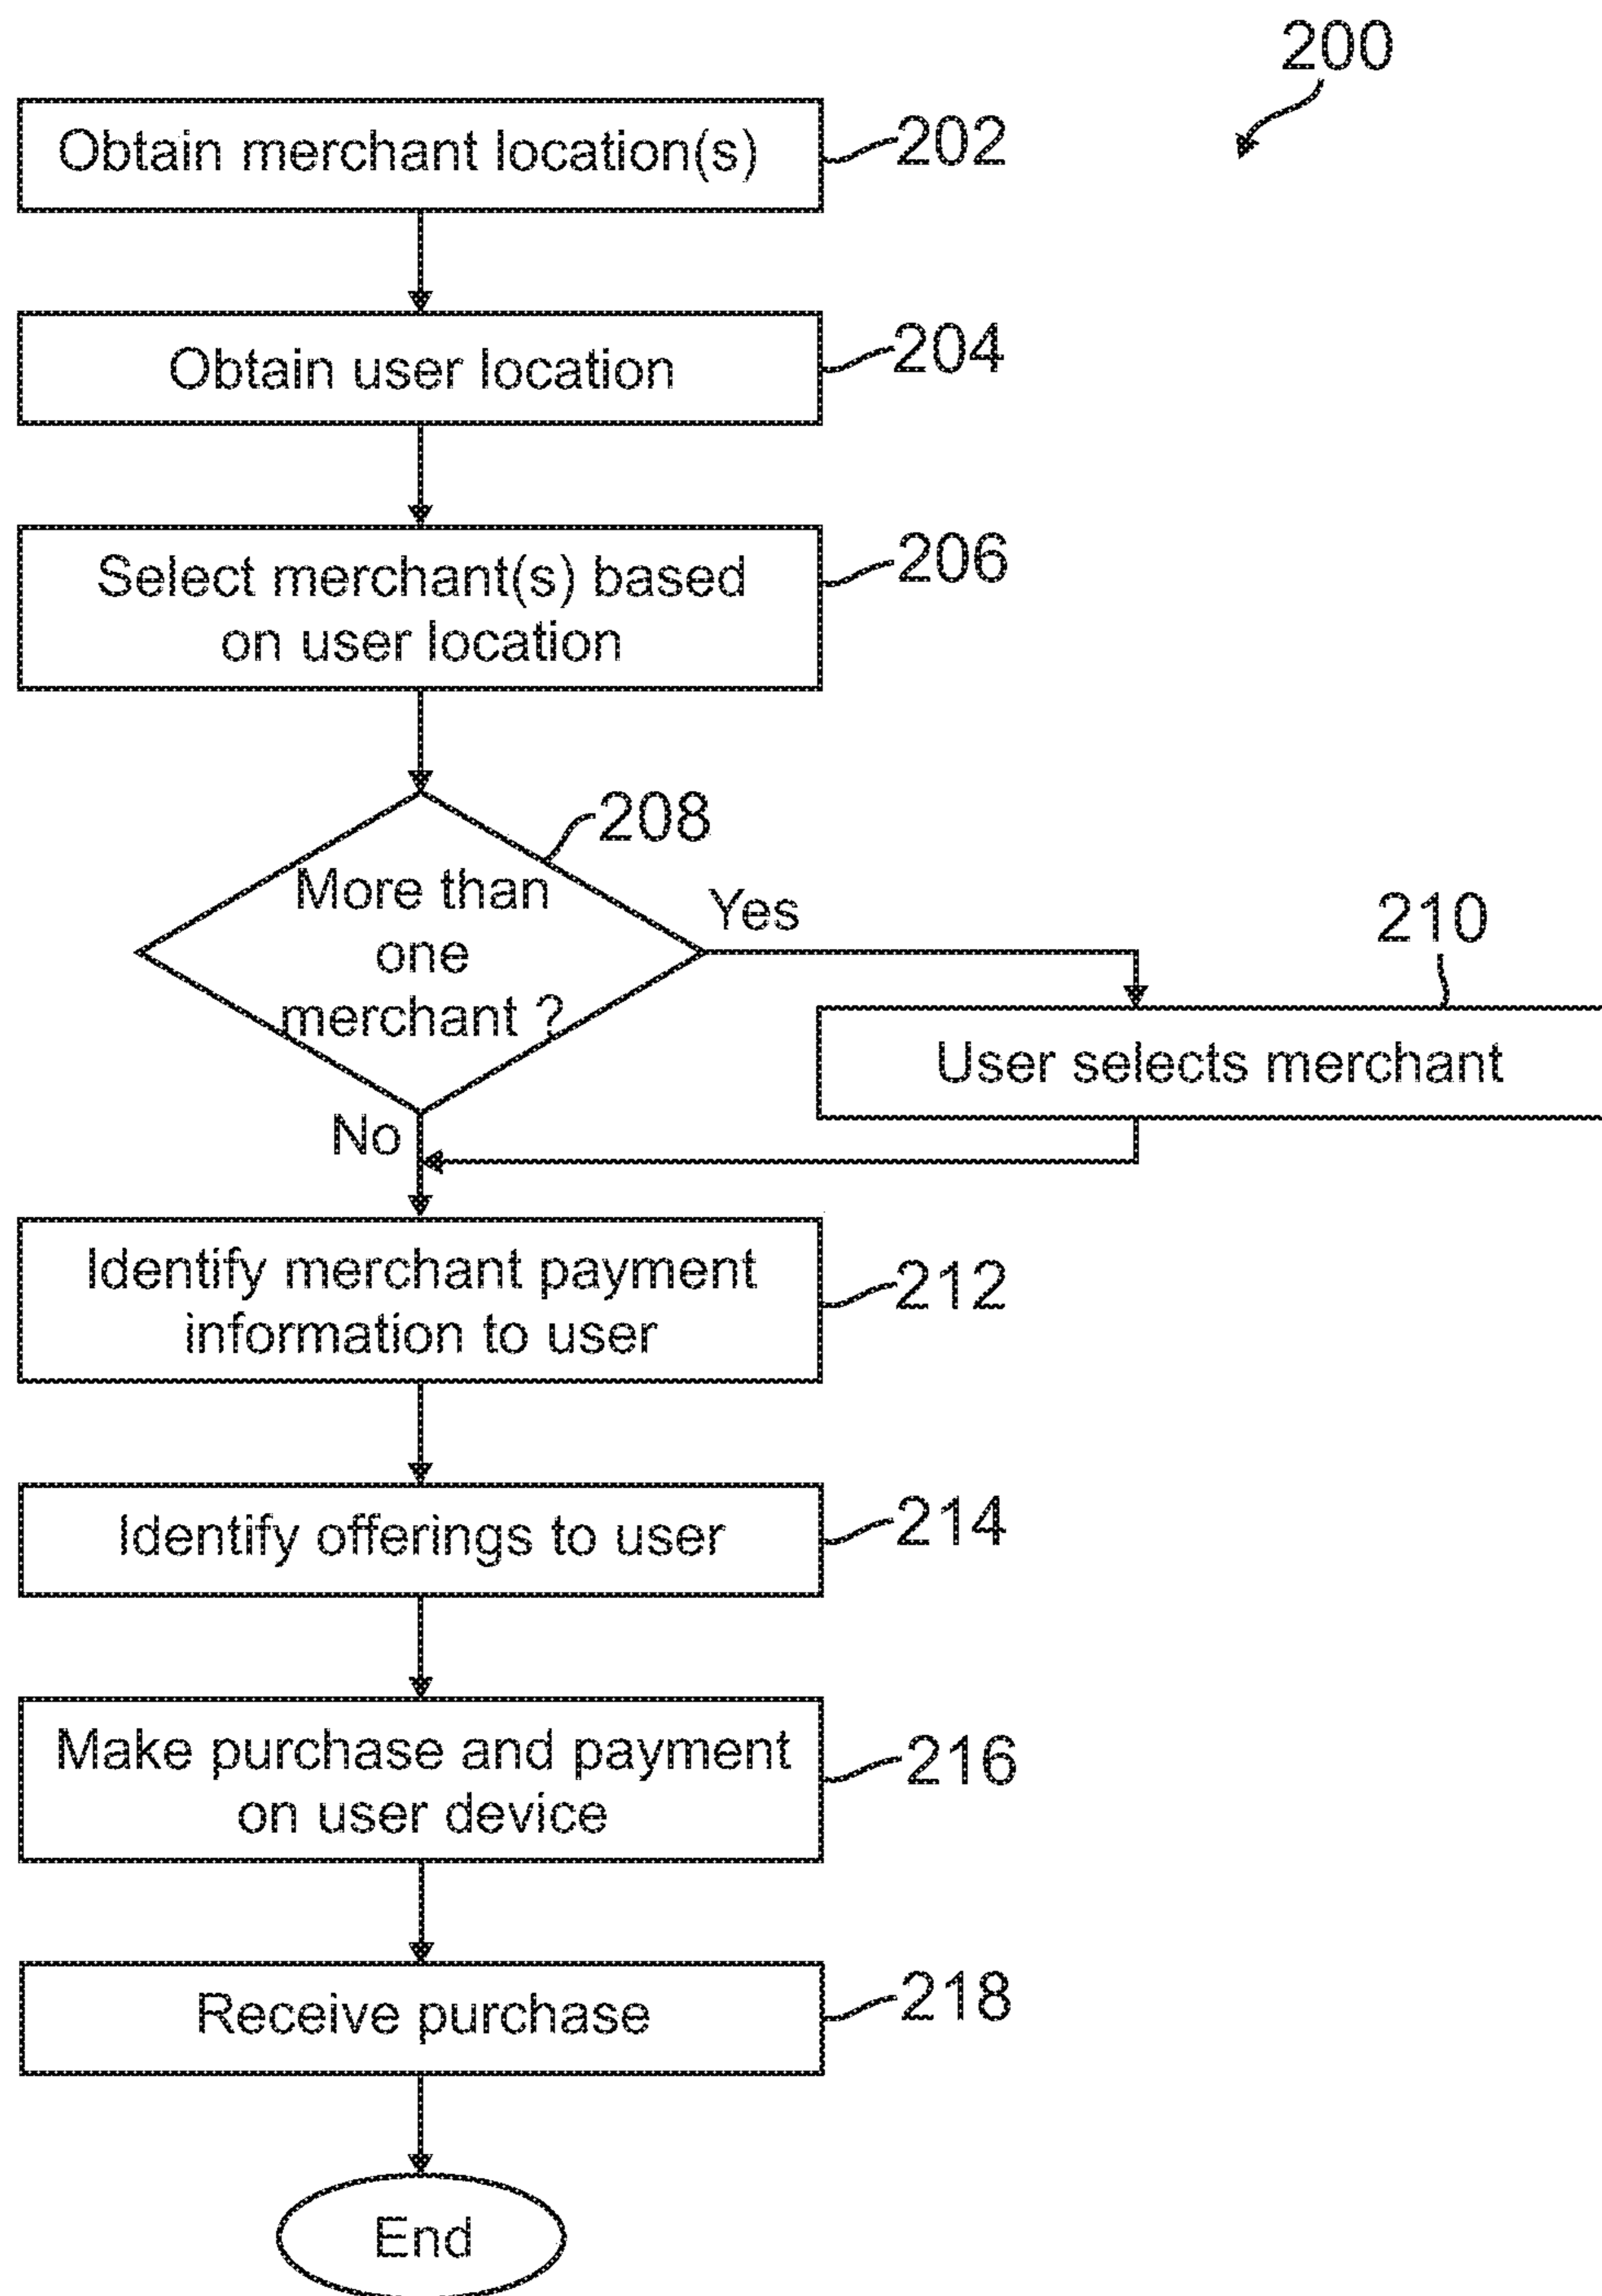 200
Obtain merchant location(s)
202
Obtain user location
204
Select merchant(s) based
on user location
206
208
More than
one
merchant ?
Yes
210
User selects merchant
No
Identify merchant payment
information to user
212
Identify offerings to user
214
Make purchase and payment
on user device
216
Receive purchase
218
End